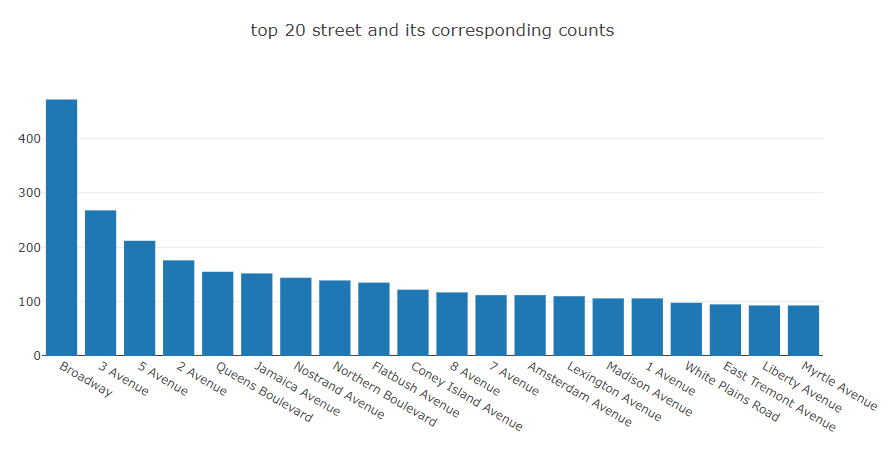 top 20 street and its corresponding counts
400
300
200
100
0
Broadway
3 Avenue
5 Avenue
2 Avenue
Queens Boulevard
Jamaica Avenue
Nostrand Avenue
Northern Boulevard
Flatbush Avenue
Coney Island Avenue
8 Avenue
7 Avenue
Amsterdam Avenue
Lexington Avenue
Madison Avenue
1 Avenue
White Plains Road
East Tremont Avenue
Liberty Avenue
Myrtle Avenue